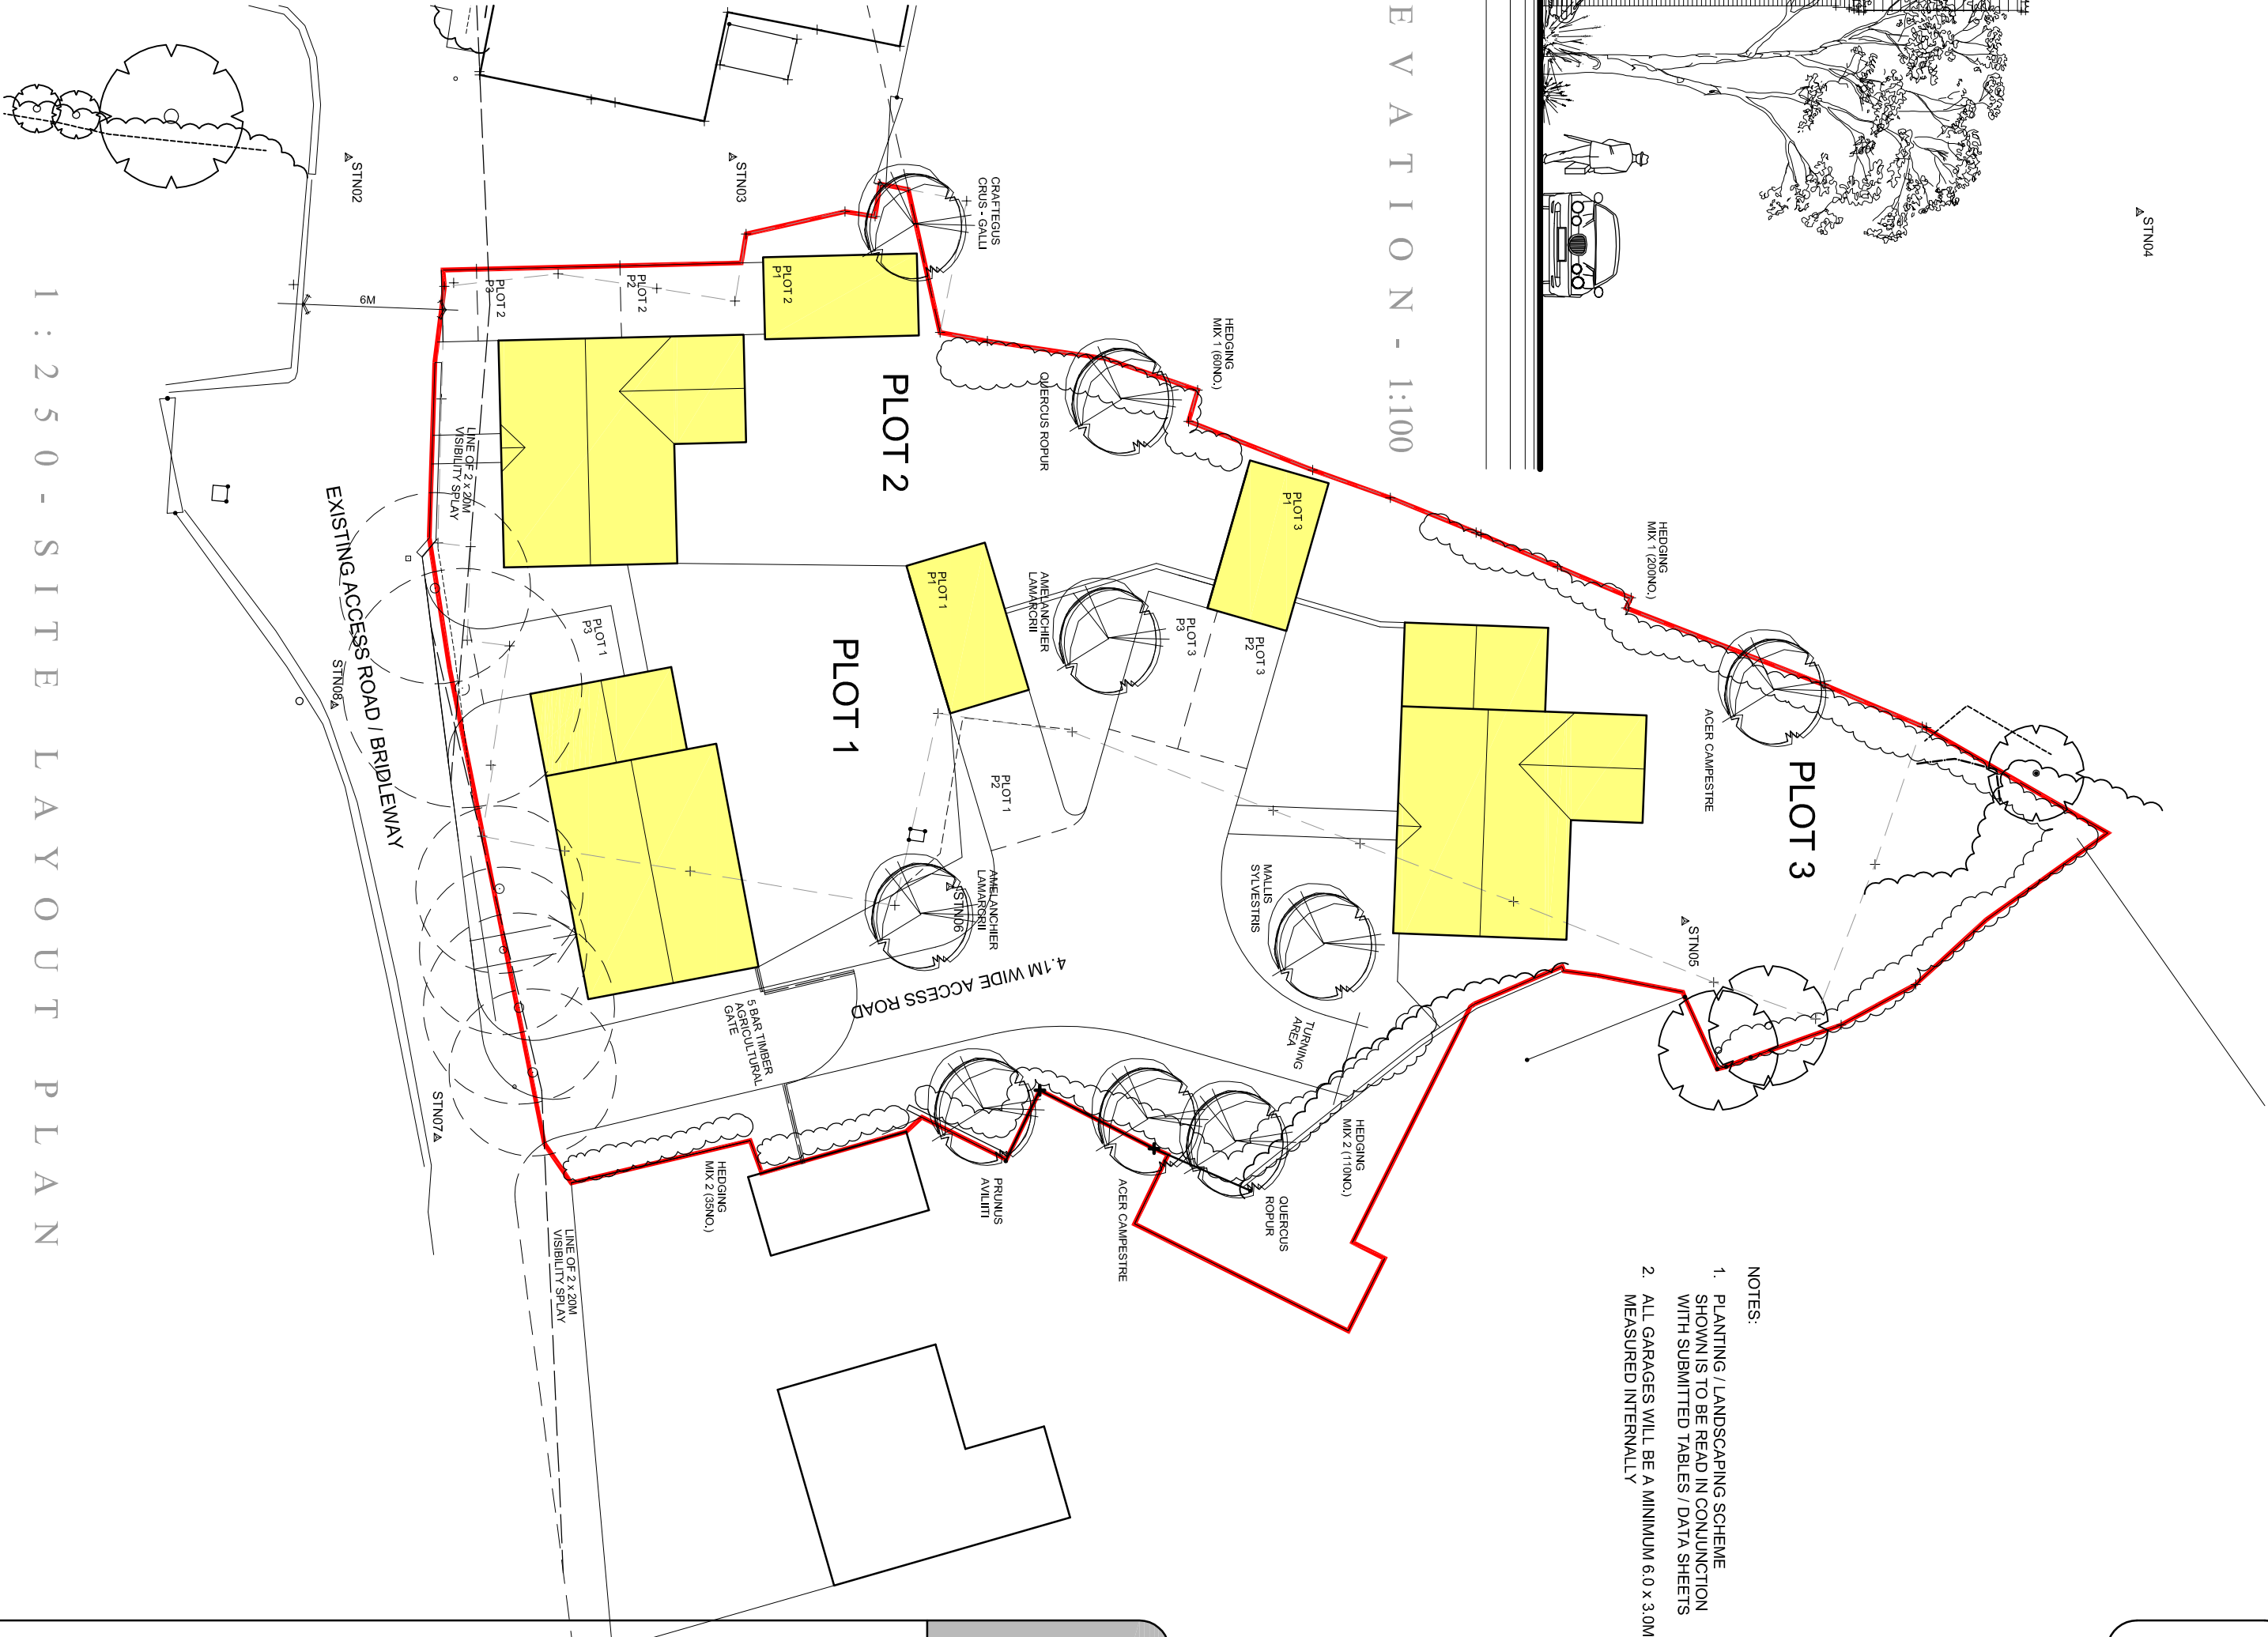 E V A T I O N - 1:100
1:250 - SITE LAYOUT PLAN
STN04
STN02
STN03
CRAFTEGUS
CRUS - GALLI
HEDGING
MIX 1 (60NO.)
QUERCUS ROPUR
PLOT 2
P1
PLOT 2
P2
PLOT 2
P3
6M
PLOT 2
LINE OF 2 x 20M
VISIBILITY SPLAY
EXISTING ACCESS ROAD / BRIDLEWAY
STN08
PLOT 1
P3
PLOT 1
PLOT 1
P1
AMELANCHIER
LAMARCRII
PLOT 3
P1
PLOT 3
P3
PLOT 3
P2
HEDGING
MIX 1 (200NO.)
ACER CAMPESTRE
PLOT 3
PLOT 1
P2
AMELANCHIER
LAMARCRII
STN06
MALLIS
SYLVESTRIS
STN05
4.1M WIDE ACCESS ROAD
5 BAR TIMBER
AGRICULTURAL
GATE
TURNING
AREA
STN07
HEDGING
MIX 2 (35NO.)
PRUNUS
AVILIITI
ACER CAMPESTRE
QUERCUS
ROPUR
HEDGING
MIX 2 (110NO.)
LINE OF 2 x 20M
VISIBILITY SPLAY
NOTES:
1. PLANTING / LANDSCAPING SCHEME
SHOWN IS TO BE READ IN CONJUNCTION
WITH SUBMITTED TABLES / DATA SHEETS
2. ALL GARAGES WILL BE A MINIMUM 6.0 x 3.0M
MEASURED INTERNALLY